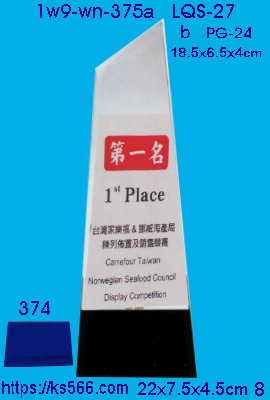 1w9-wn-375a LQS-27
b PG-24
18.5x6.5x4cm
第一名
1st Place
台灣家樂福 & 挪威海產局
陳列佈置及銷售競賽
Carrefour Taiwan
Norwegian Seafood Council
Display Competition
374
https://ks566.com 22x7.5x4.5cm 8